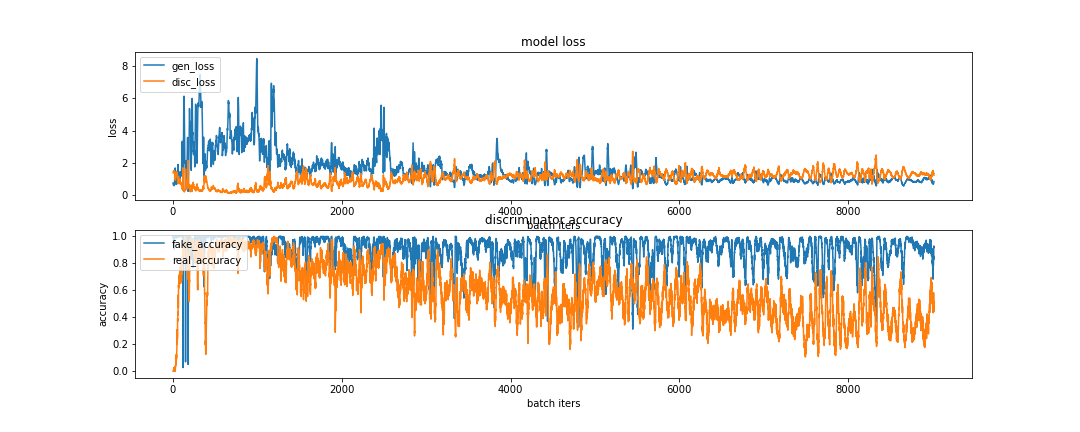 model loss
8
6
4
2
0
loss
gen_loss
disc_loss
0
2000
4000
6000
8000
batch iters
discriminator accuracy
1.0
0.8
0.6
0.4
0.2
0.0
accuracy
fake_accuracy
real_accuracy
0
2000
4000
6000
8000
batch iters